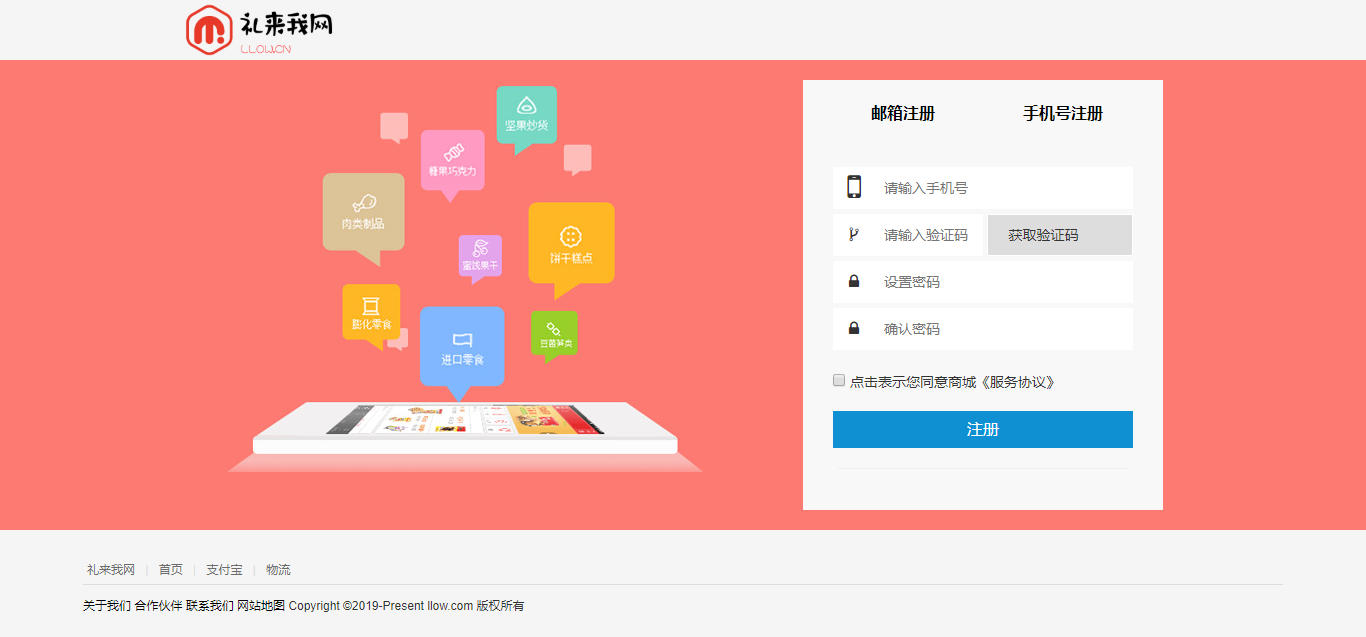 礼来我网
LLOW.CN
坚果炒货
糖果巧克力
肉类制品
蜜饯果干
饼干糕点
膨化零食
进口零食
豆菌笋类
邮箱注册 手机号注册
请输入手机号
请输入验证码 获取验证码
设置密码
确认密码
点击表示您同意商城《服务协议》
注册
礼来我网 | 首页 | 支付宝 | 物流
关于我们 合作伙伴 联系我们 网站地图 Copyright ©2019-Present llow.com 版权所有